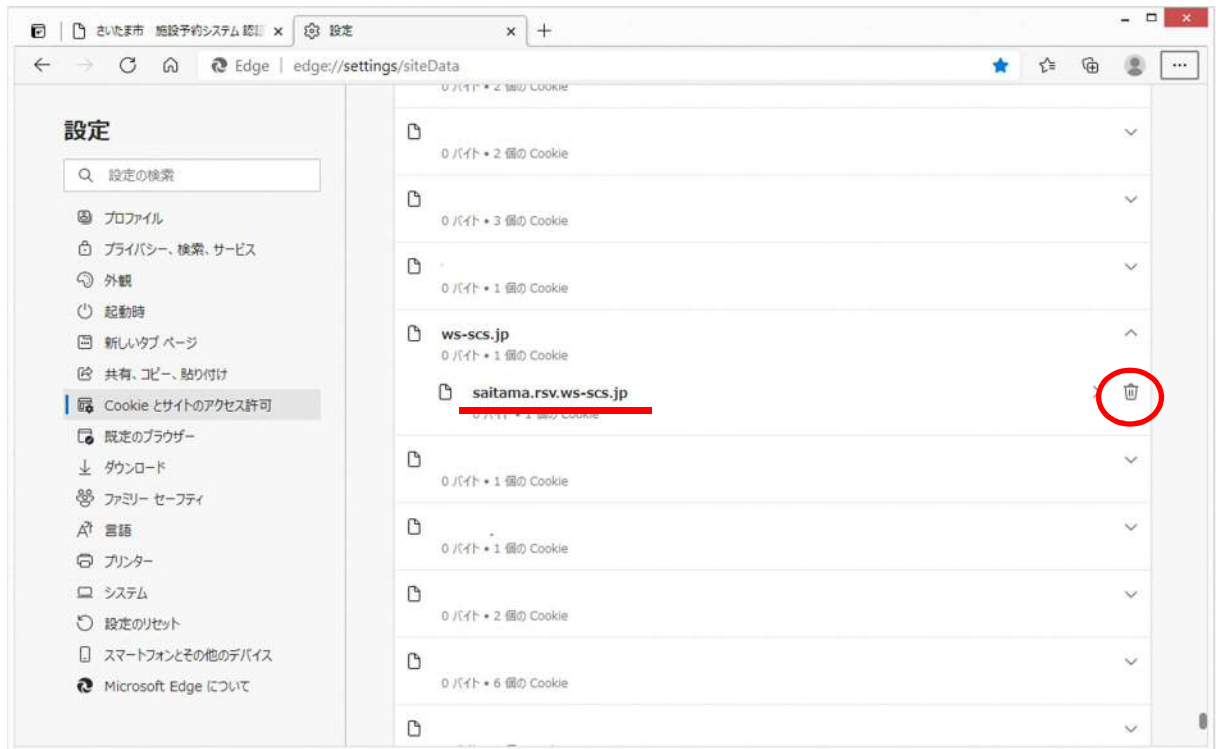 さいたま市 施設予約システム 認証
設定
Edge | edge://settings/siteData
設定
設定の検索
プロファイル
プライバシー、検索、サービス
外観
起動時
新しいタブ ページ
共有、コピー、貼り付け
Cookie とサイトのアクセス許可
既定のブラウザー
ダウンロード
ファミリー セーフティ
言語
プリンター
システム
設定のリセット
スマートフォンとその他のデバイス
Microsoft Edge について
0 バイト • 2 個の Cookie
0 バイト • 2 個の Cookie
0 バイト • 3 個の Cookie
0 バイト • 1 個の Cookie
ws-scs.jp
0 バイト • 1 個の Cookie
saitama.rsv.ws-scs.jp
0 バイト • 1 個の Cookie
0 バイト • 1 個の Cookie
0 バイト • 1 個の Cookie
0 バイト • 2 個の Cookie
0 バイト • 6 個の Cookie